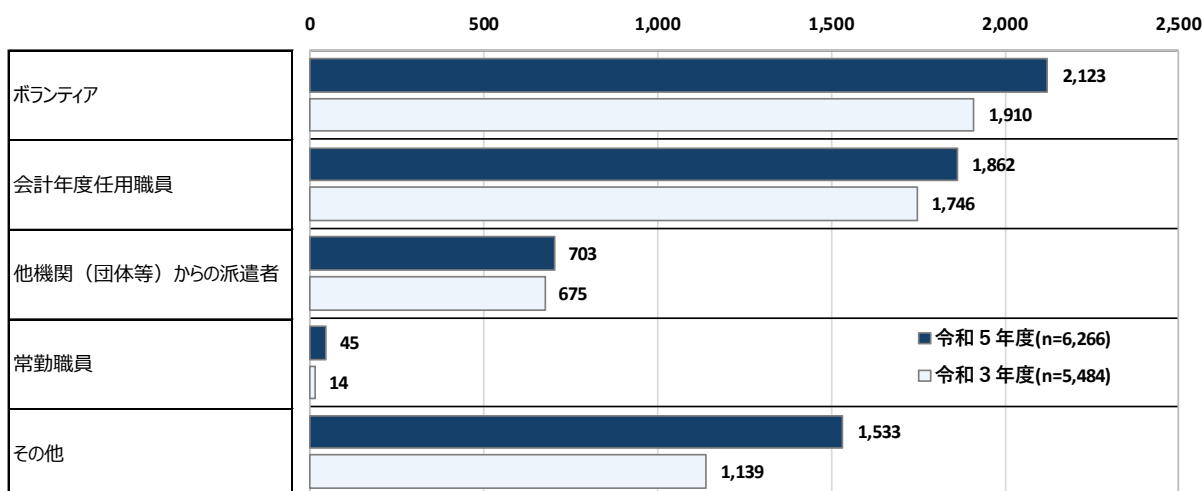 0 500 1,000 1,500 2,000 2,500
ボランティア
2,123
1,910
会計年度任用職員
1,862
1,746
他機関（団体等）からの派遣者
703
675
常勤職員
45
14
令和５年度(n=6,266)
令和３年度(n=5,484)
その他
1,533
1,139